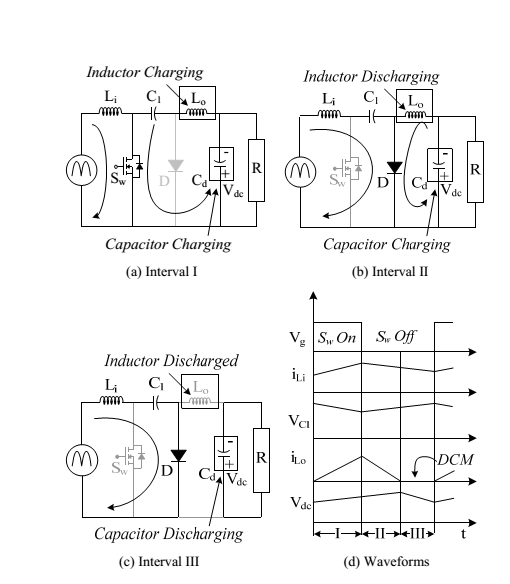 Inductor Charging
Li C1 Lo
Sw D Cd Vdc R
- +
Capacitor Charging
(a) Interval I
Inductor Discharging
Li C1 Lo
Sw D Cd Vdc R
- +
Capacitor Charging
(b) Interval II
Inductor Discharged
Li C1 Lo
Sw D Cd Vdc R
- +
Capacitor Discharging
(c) Interval III
Vg Sw On Sw Off
iLi
VC1
iLo DCM
Vdc
I II III t
(d) Waveforms